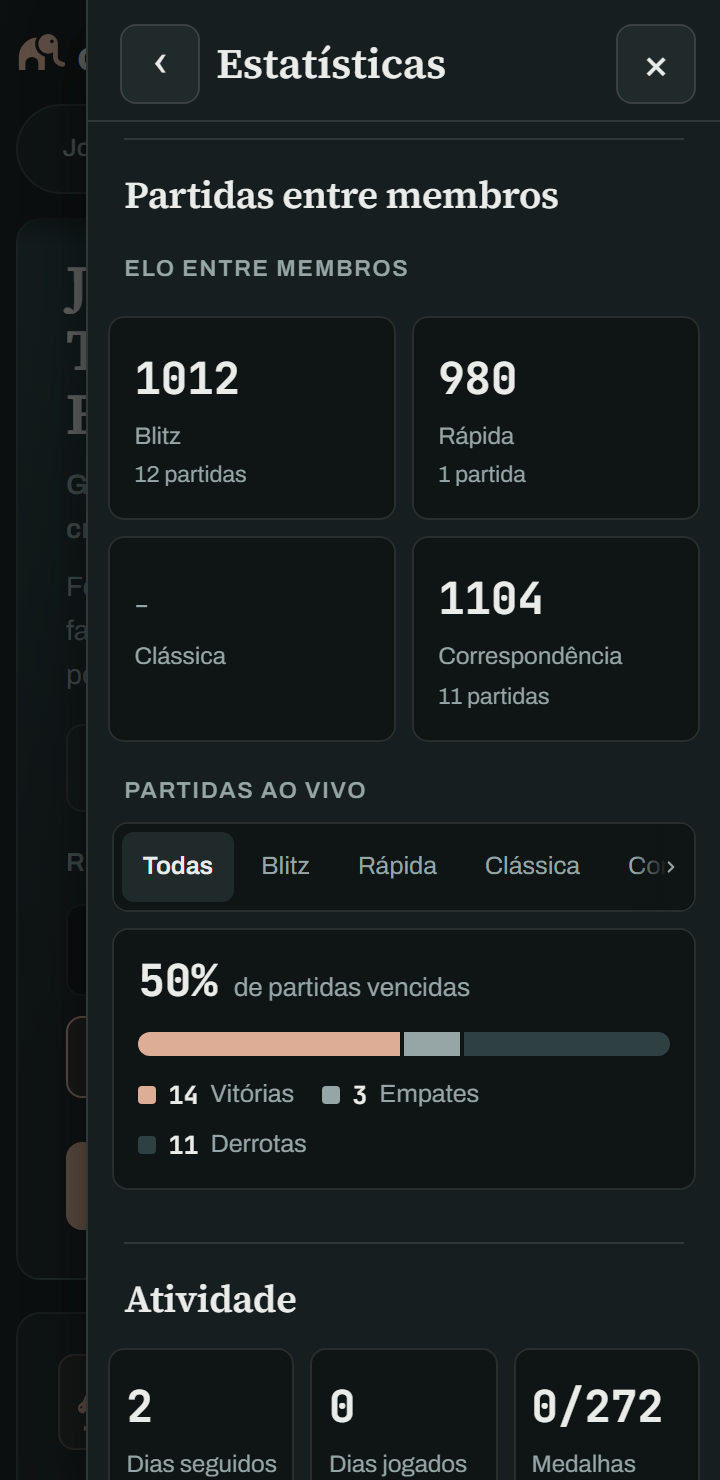 ‹ Estatísticas ×
Partidas entre membros
ELO ENTRE MEMBROS
1012
Blitz
12 partidas
980
Rápida
1 partida
–
Clássica
1104
Correspondência
11 partidas
PARTIDAS AO VIVO
Todas Blitz Rápida Clássica Co ›
50% de partidas vencidas
14 Vitórias 3 Empates
11 Derrotas
Atividade
2
Dias seguidos
0
Dias jogados
0/272
Medalhas